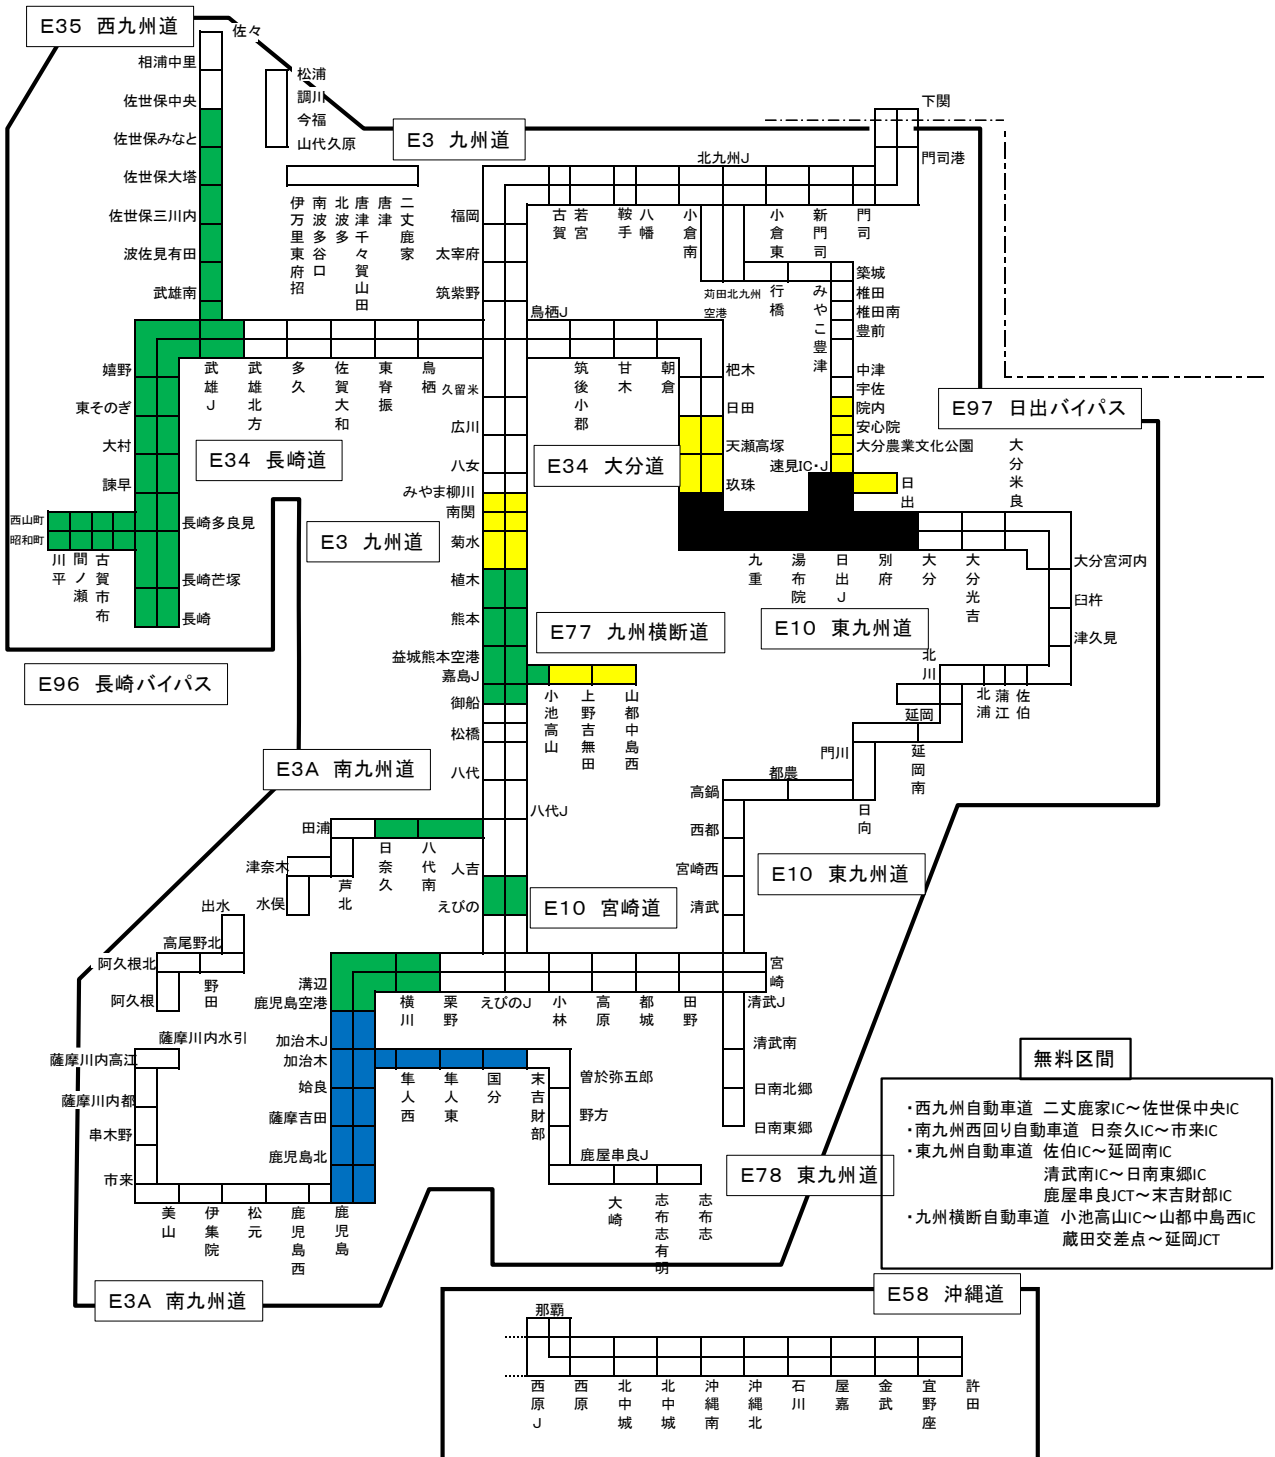 E35 西九州道
佐々
相浦中里
佐世保中央
佐世保みなと
佐世保大塔
佐世保三川内
波佐見有田
武雄南
松浦
調川
今福
山代久原
E3 九州道
伊万里東府招
南波多谷口
北波多
唐津千々賀山田
唐津
二丈鹿家
下関
門司港
北九州J
福岡
太宰府
筑紫野
古賀
若宮
鞍手
八幡
小倉南
小倉東
新門司
門司
苅田北九州
空港
行橋
みやこ豊津
築城
椎田
椎田南
豊前
中津
宇佐
院内
安心院
大分農業文化公園
速見IC・J
日出
E97 日出バイパス
鳥栖J
嬉野
東そのぎ
大村
諫早
武雄J
武雄北方
多久
佐賀大和
東脊振
鳥栖
久留米
筑後小郡
甘木
朝倉
杷木
日田
天瀬高塚
玖珠
広川
八女
みやま柳川
南関
菊水
植木
熊本
益城熊本空港
嘉島J
御船
松橋
八代
E34 長崎道
E34 大分道
E3 九州道
西山町
昭和町
川平
間ノ瀬
古賀市布
長崎多良見
長崎芒塚
長崎
E96 長崎バイパス
九重
湯布院
日出J
別府
大分
大分光吉
大分米良
大分宮河内
臼杵
津久見
E77 九州横断道
E10 東九州道
小池高山
上野吉無田
山都中島西
北川
北浦
蒲江
佐伯
延岡
延岡南
門川
日向
都農
高鍋
西都
宮崎西
清武
E10 東九州道
E3A 南九州道
八代J
田浦
日奈久
八代南
津奈木
芦北
水俣
人吉
えびの
E10 宮崎道
出水
高尾野北
阿久根北
阿久根
野田
溝辺
鹿児島空港
横川
栗野
えびのJ
小林
高原
都城
田野
宮崎
清武J
清武南
日南北郷
日南東郷
薩摩川内水引
薩摩川内高江
薩摩川内都
串木野
市来
加治木J
加治木
姶良
薩摩吉田
鹿児島北
隼人西
隼人東
国分
末吉財部
曽於弥五郎
野方
鹿屋串良J
大崎
志布志有明
志布志
E78 東九州道
美山
伊集院
松元
鹿児島西
鹿児島
E3A 南九州道
無料区間
・西九州自動車道 二丈鹿家IC～佐世保中央IC
・南九州西回り自動車道 日奈久IC～市来IC
・東九州自動車道 佐伯IC～延岡南IC
清武南IC～日南東郷IC
鹿屋串良JCT～末吉財部IC
・九州横断自動車道 小池高山IC～山都中島西IC
蔵田交差点～延岡JCT
E58 沖縄道
那覇
西原J
西原
北中城
北中城
沖縄南
沖縄北
石川
屋嘉
金武
宜野座
許田